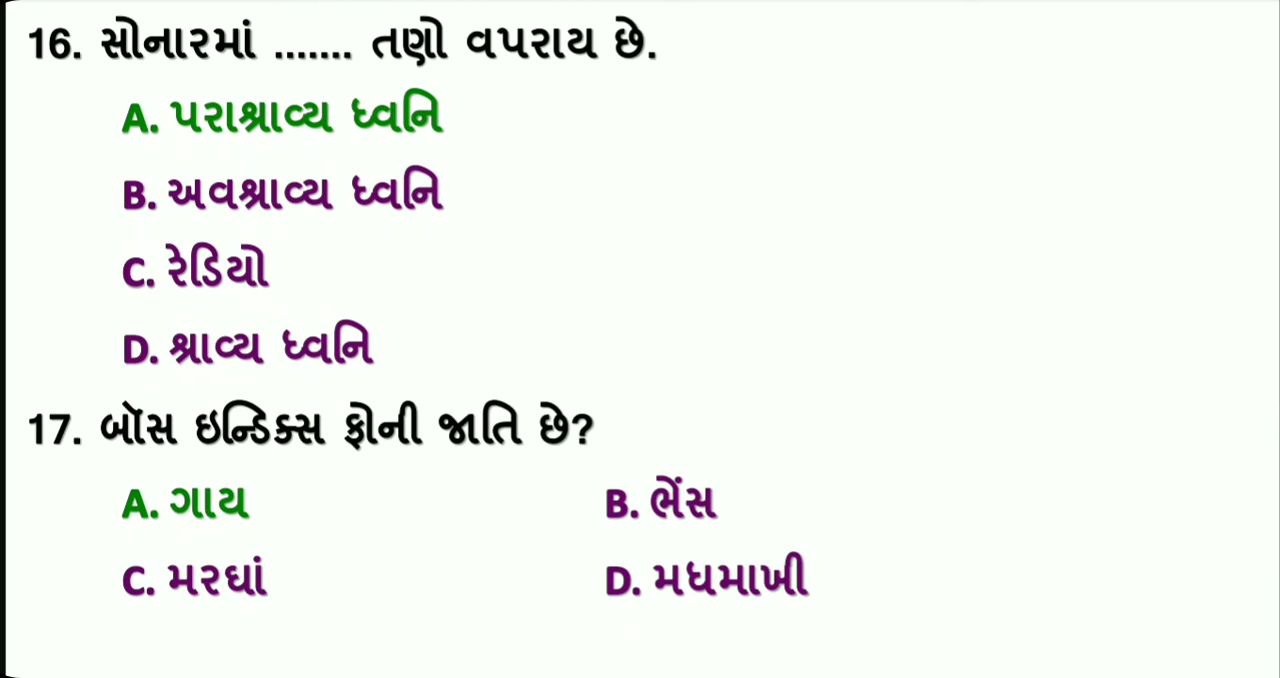 16. સોનારમાં ....... તણો વપરાય છે.
A. પરાશ્રાવ્ય ધ્વનિ
B. અવશ્રાવ્ય ધ્વનિ
C. રેડિયો
D. શ્રાવ્ય ધ્વનિ
17. બૉસ ઇન્ડિક્સ ફોની જાતિ છે?
A. ગાય B. ભેંસ
C. મરઘાં D. મધમાખી